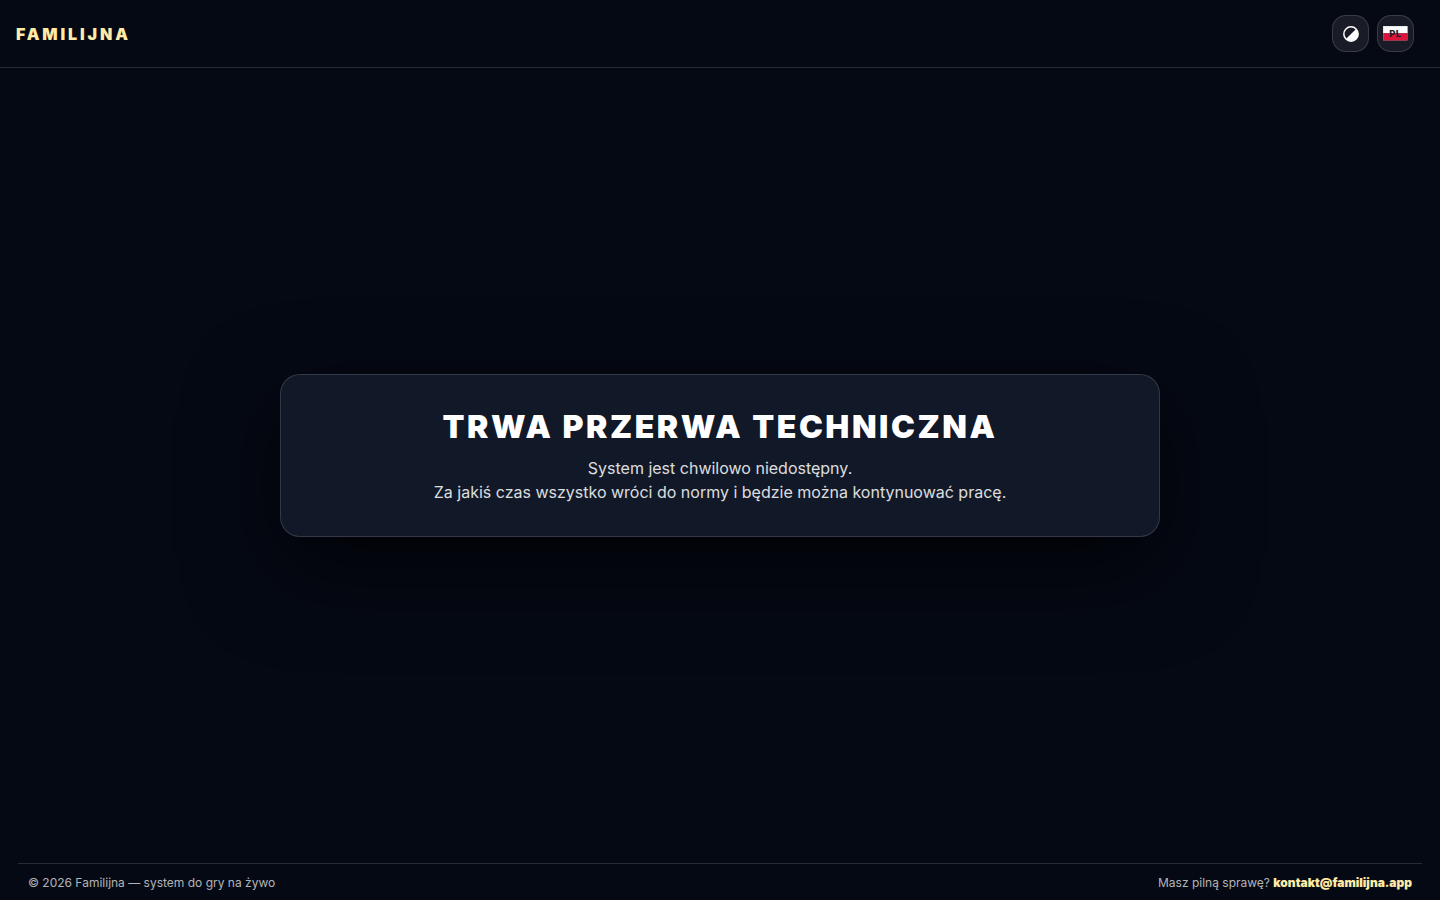 FAMILIJNA
PL
TRWA PRZERWA TECHNICZNA
System jest chwilowo niedostępny.
Za jakiś czas wszystko wróci do normy i będzie można kontynuować pracę.
© 2026 Familijna — system do gry na żywo
Masz pilną sprawę? kontakt@familijna.app